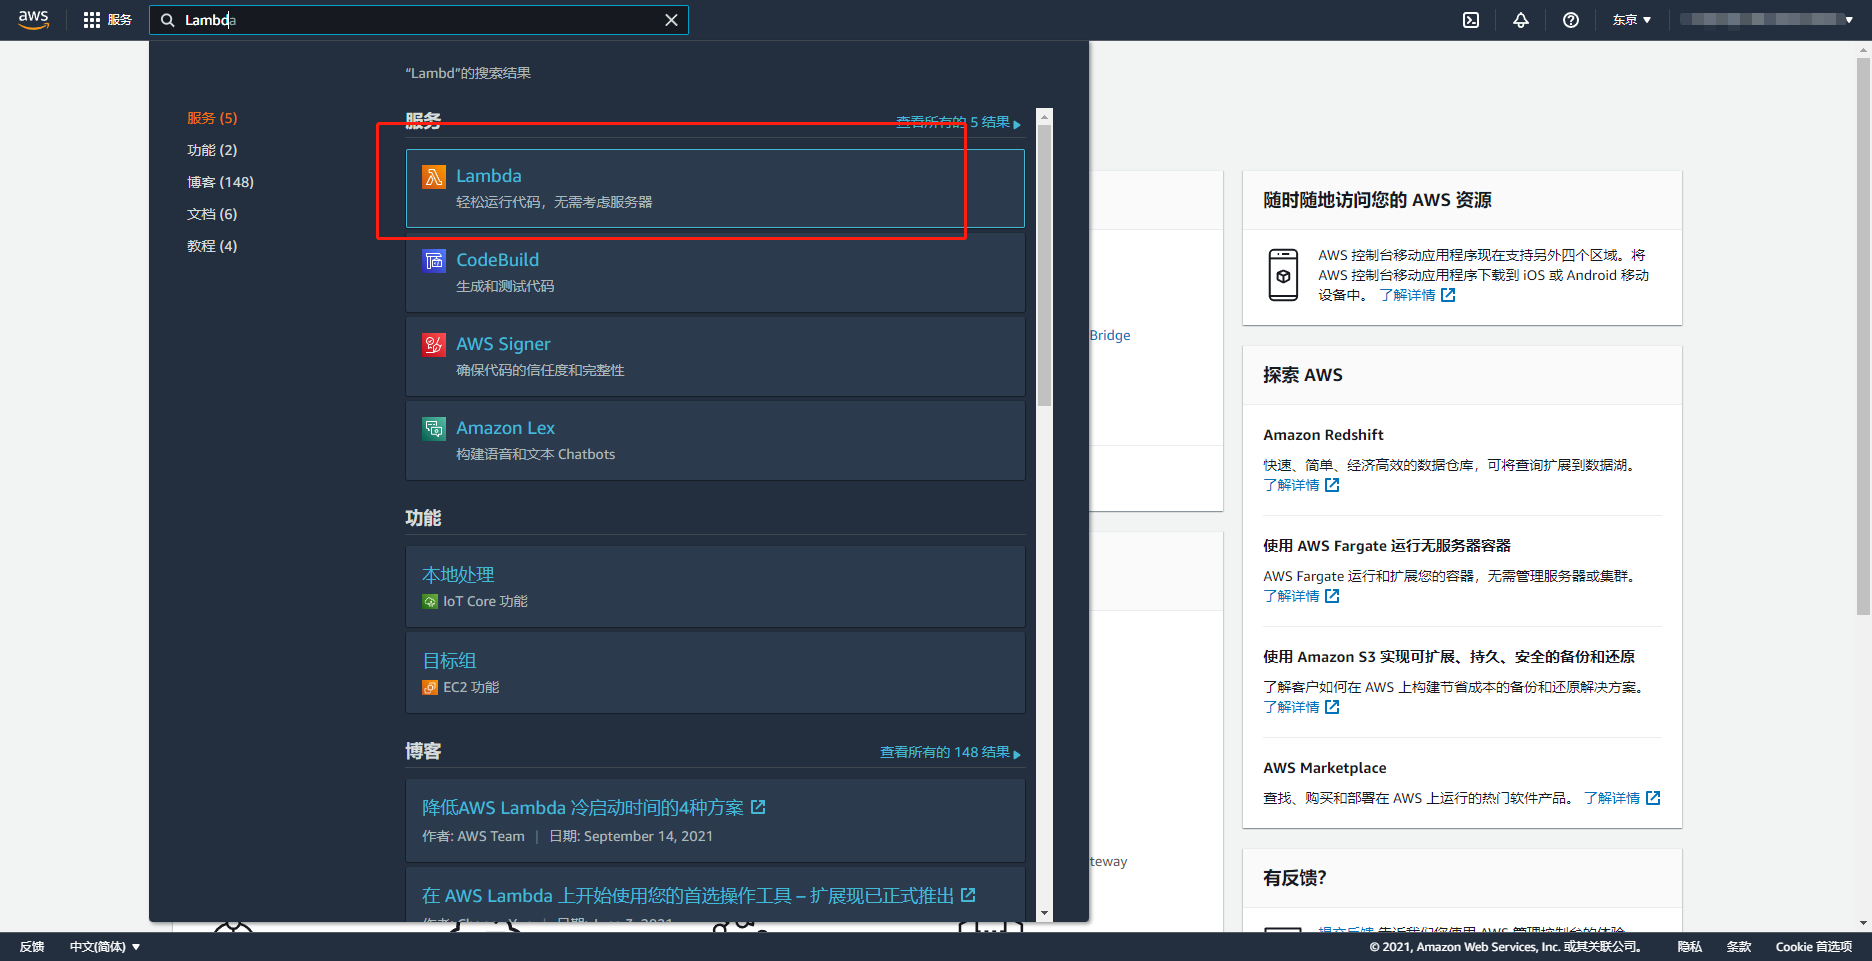 aws
服务
Lambda
东京
"Lambd"的搜索结果
服务 (5)
功能 (2)
博客 (148)
文档 (6)
教程 (4)
服务
查看所有的 5 结果
Lambda
轻松运行代码，无需考虑服务器
CodeBuild
生成和测试代码
AWS Signer
确保代码的信任度和完整性
Amazon Lex
构建语音和文本 Chatbots
功能
本地处理
IoT Core 功能
目标组
EC2 功能
博客
查看所有的 148 结果
降低AWS Lambda 冷启动时间的4种方案
作者: AWS Team | 日期: September 14, 2021
在 AWS Lambda 上开始使用您的首选操作工具 – 扩展现已正式推出
Bridge
teway
随时随地访问您的 AWS 资源
AWS 控制台移动应用程序现在支持另外四个区域。将
AWS 控制台移动应用程序下载到 iOS 或 Android 移动
设备中。 了解详情
探索 AWS
Amazon Redshift
快速、简单、经济高效的数据仓库，可将查询扩展到数据湖。
了解详情
使用 AWS Fargate 运行无服务器容器
AWS Fargate 运行和扩展您的容器，无需管理服务器或集群。
了解详情
使用 Amazon S3 实现可扩展、持久、安全的备份和还原
了解客户如何在 AWS 上构建节省成本的备份和还原解决方案。
了解详情
AWS Marketplace
查找、购买和部署在 AWS 上运行的热门软件产品。 了解详情
有反馈?
提交反馈 告诉我们您使用 AWS 管理控制台的体验
反馈
中文(简体)
© 2021, Amazon Web Services, Inc. 或其关联公司。
隐私
条款
Cookie 首选项